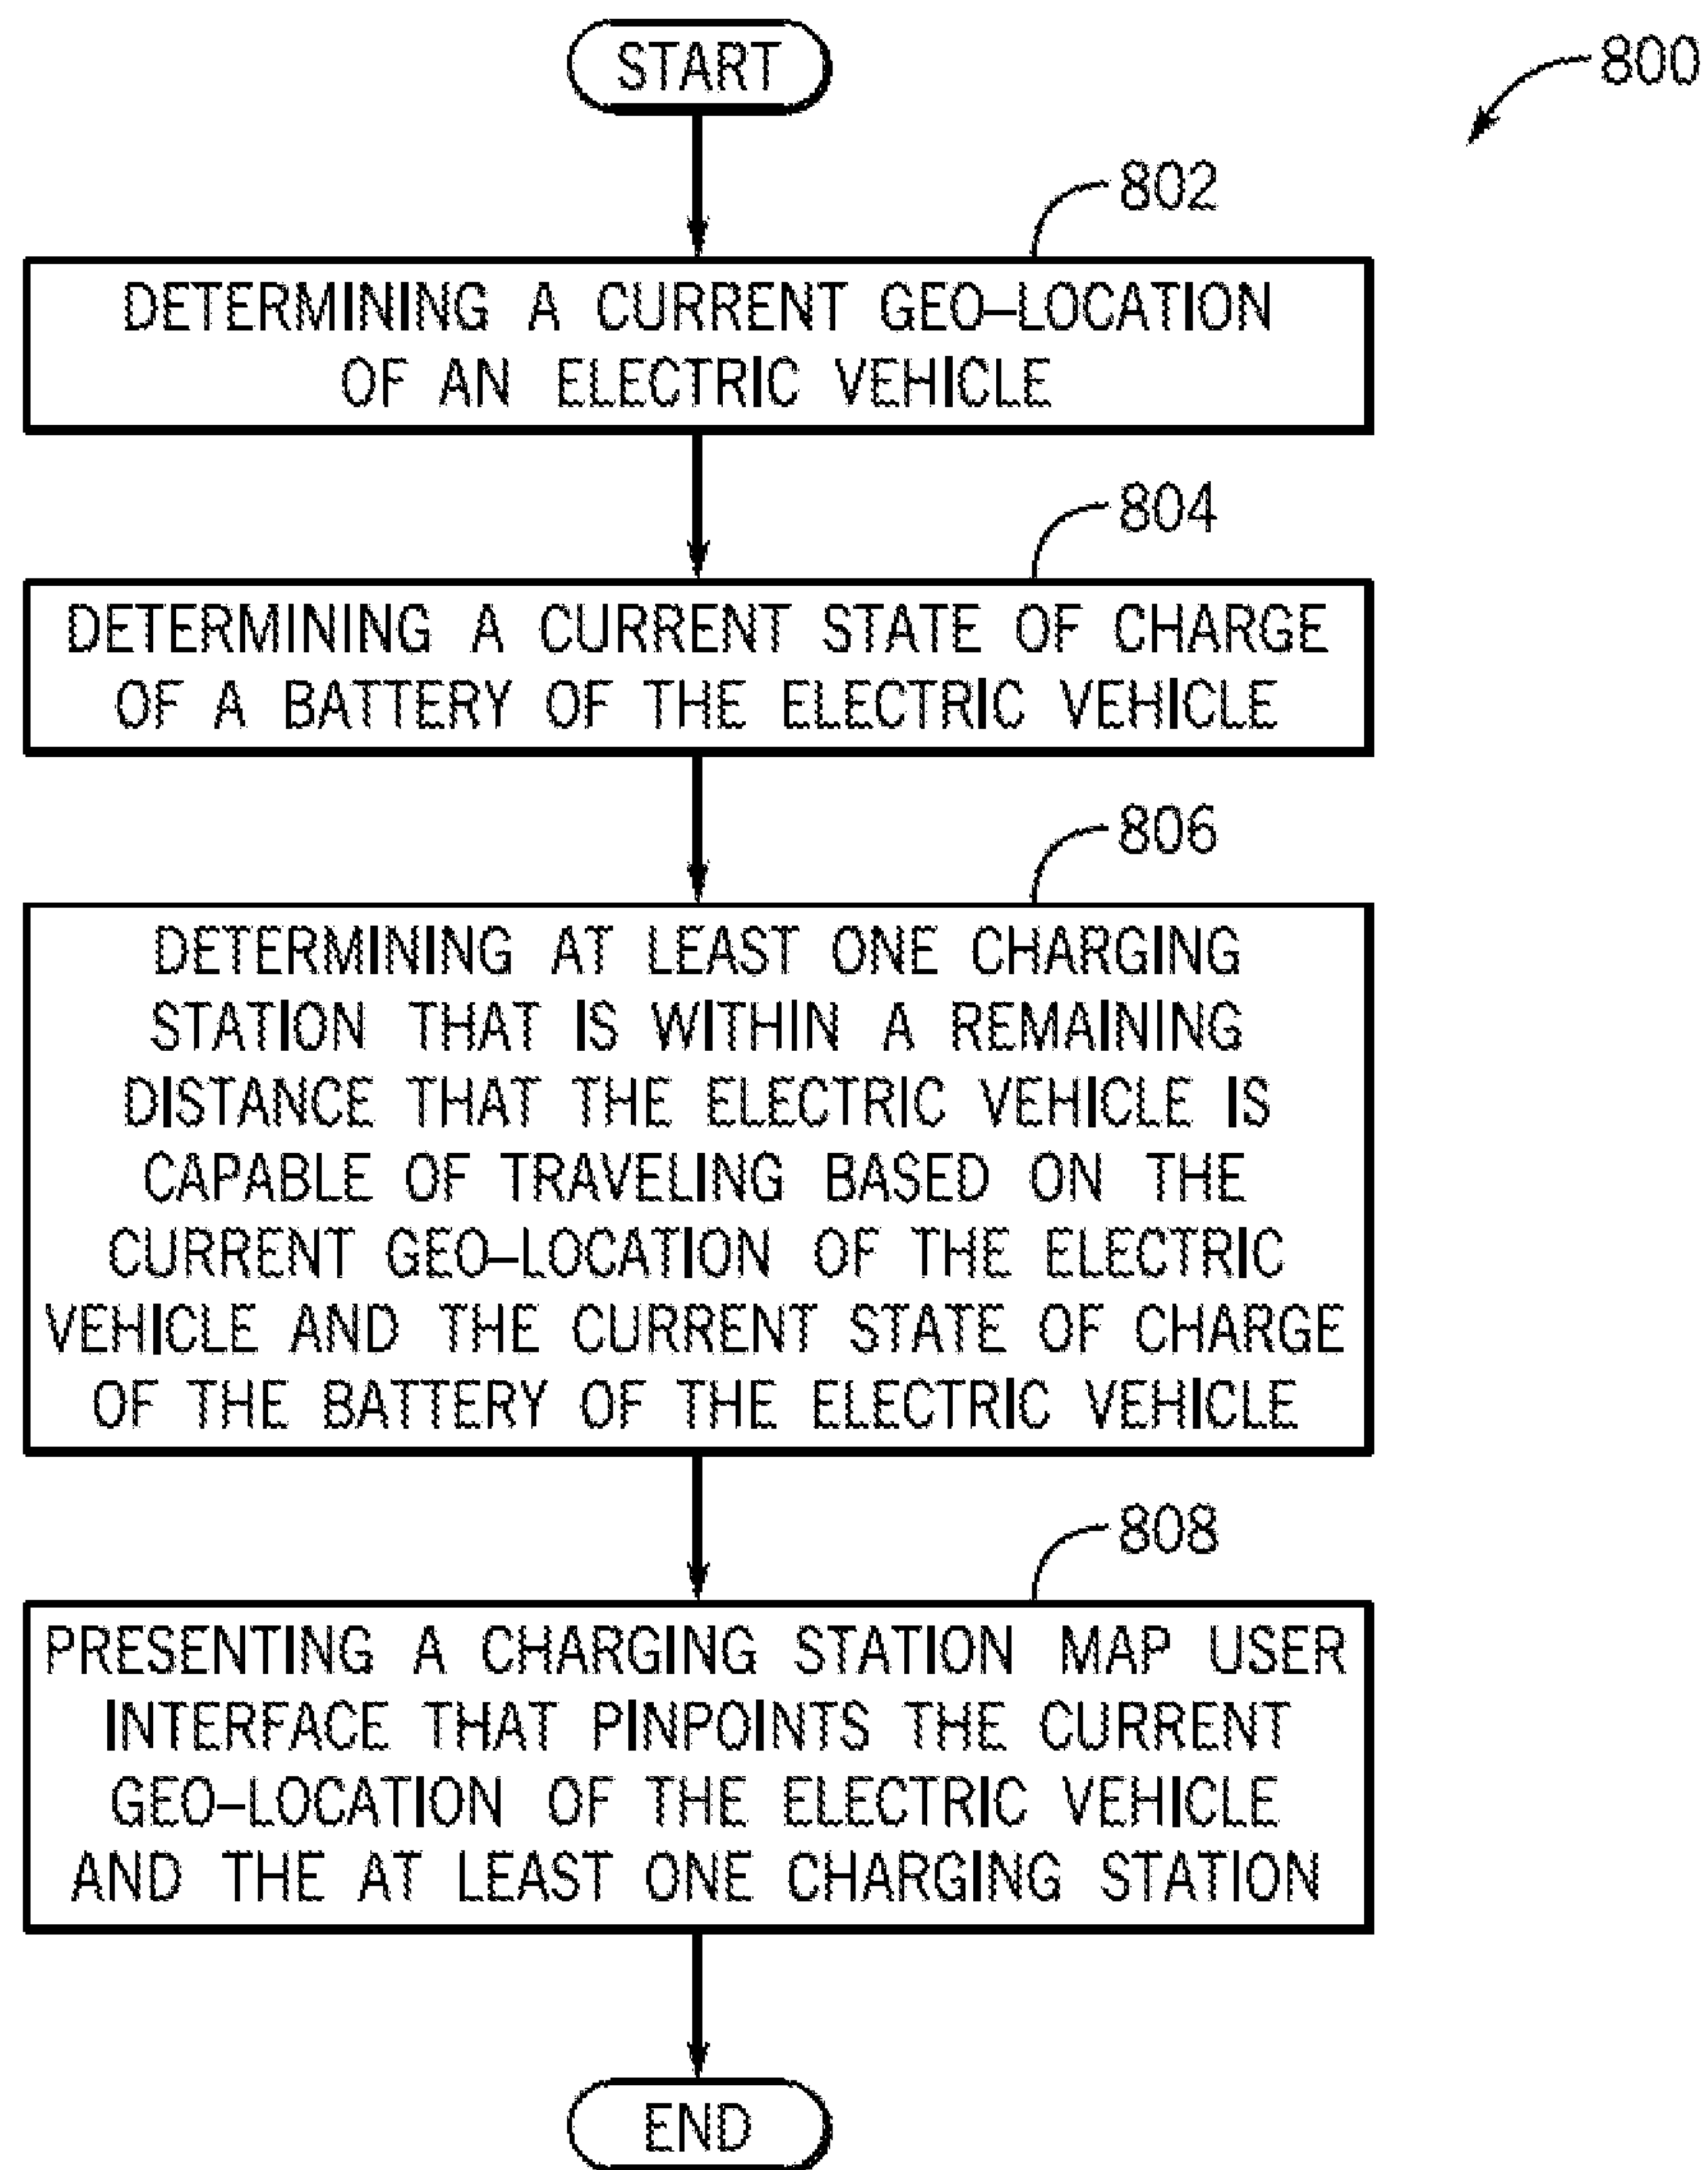 START
800
802
DETERMINING A CURRENT GEO–LOCATION
OF AN ELECTRIC VEHICLE
804
DETERMINING A CURRENT STATE OF CHARGE
OF A BATTERY OF THE ELECTRIC VEHICLE
806
DETERMINING AT LEAST ONE CHARGING
STATION THAT IS WITHIN A REMAINING
DISTANCE THAT THE ELECTRIC VEHICLE IS
CAPABLE OF TRAVELING BASED ON THE
CURRENT GEO–LOCATION OF THE ELECTRIC
VEHICLE AND THE CURRENT STATE OF CHARGE
OF THE BATTERY OF THE ELECTRIC VEHICLE
808
PRESENTING A CHARGING STATION MAP USER
INTERFACE THAT PINPOINTS THE CURRENT
GEO–LOCATION OF THE ELECTRIC VEHICLE
AND THE AT LEAST ONE CHARGING STATION
END